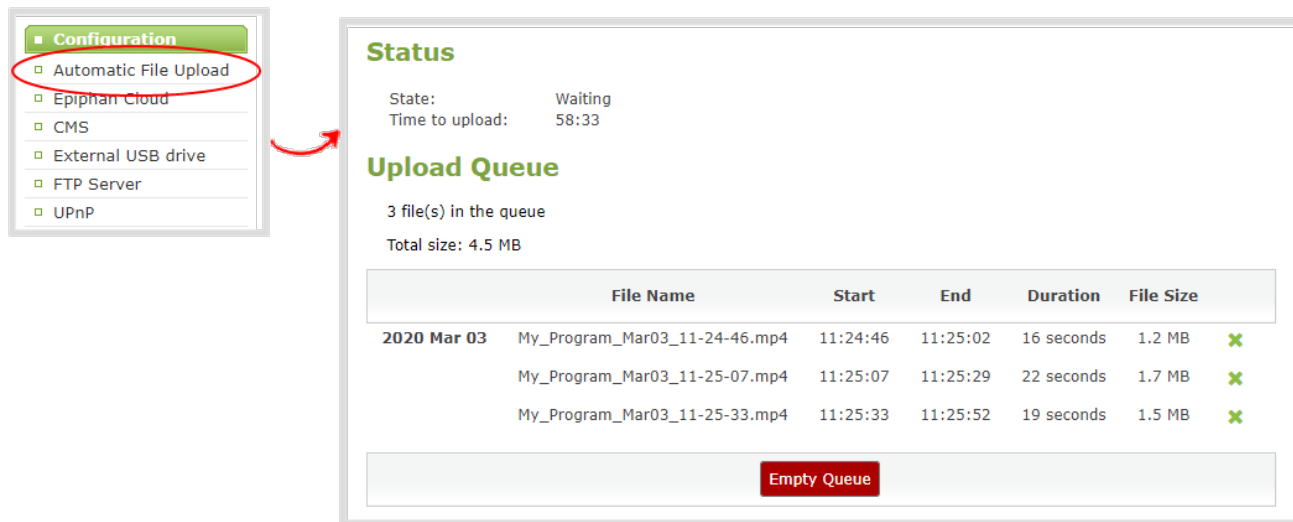 Configuration
Automatic File Upload
Epiphan Cloud
CMS
External USB drive
FTP Server
UPnP
Status
State: Waiting
Time to upload: 58:33
Upload Queue
3 file(s) in the queue
Total size: 4.5 MB
File Name Start End Duration File Size
2020 Mar 03 My_Program_Mar03_11-24-46.mp4 11:24:46 11:25:02 16 seconds 1.2 MB
My_Program_Mar03_11-25-07.mp4 11:25:07 11:25:29 22 seconds 1.7 MB
My_Program_Mar03_11-25-33.mp4 11:25:33 11:25:52 19 seconds 1.5 MB
Empty Queue